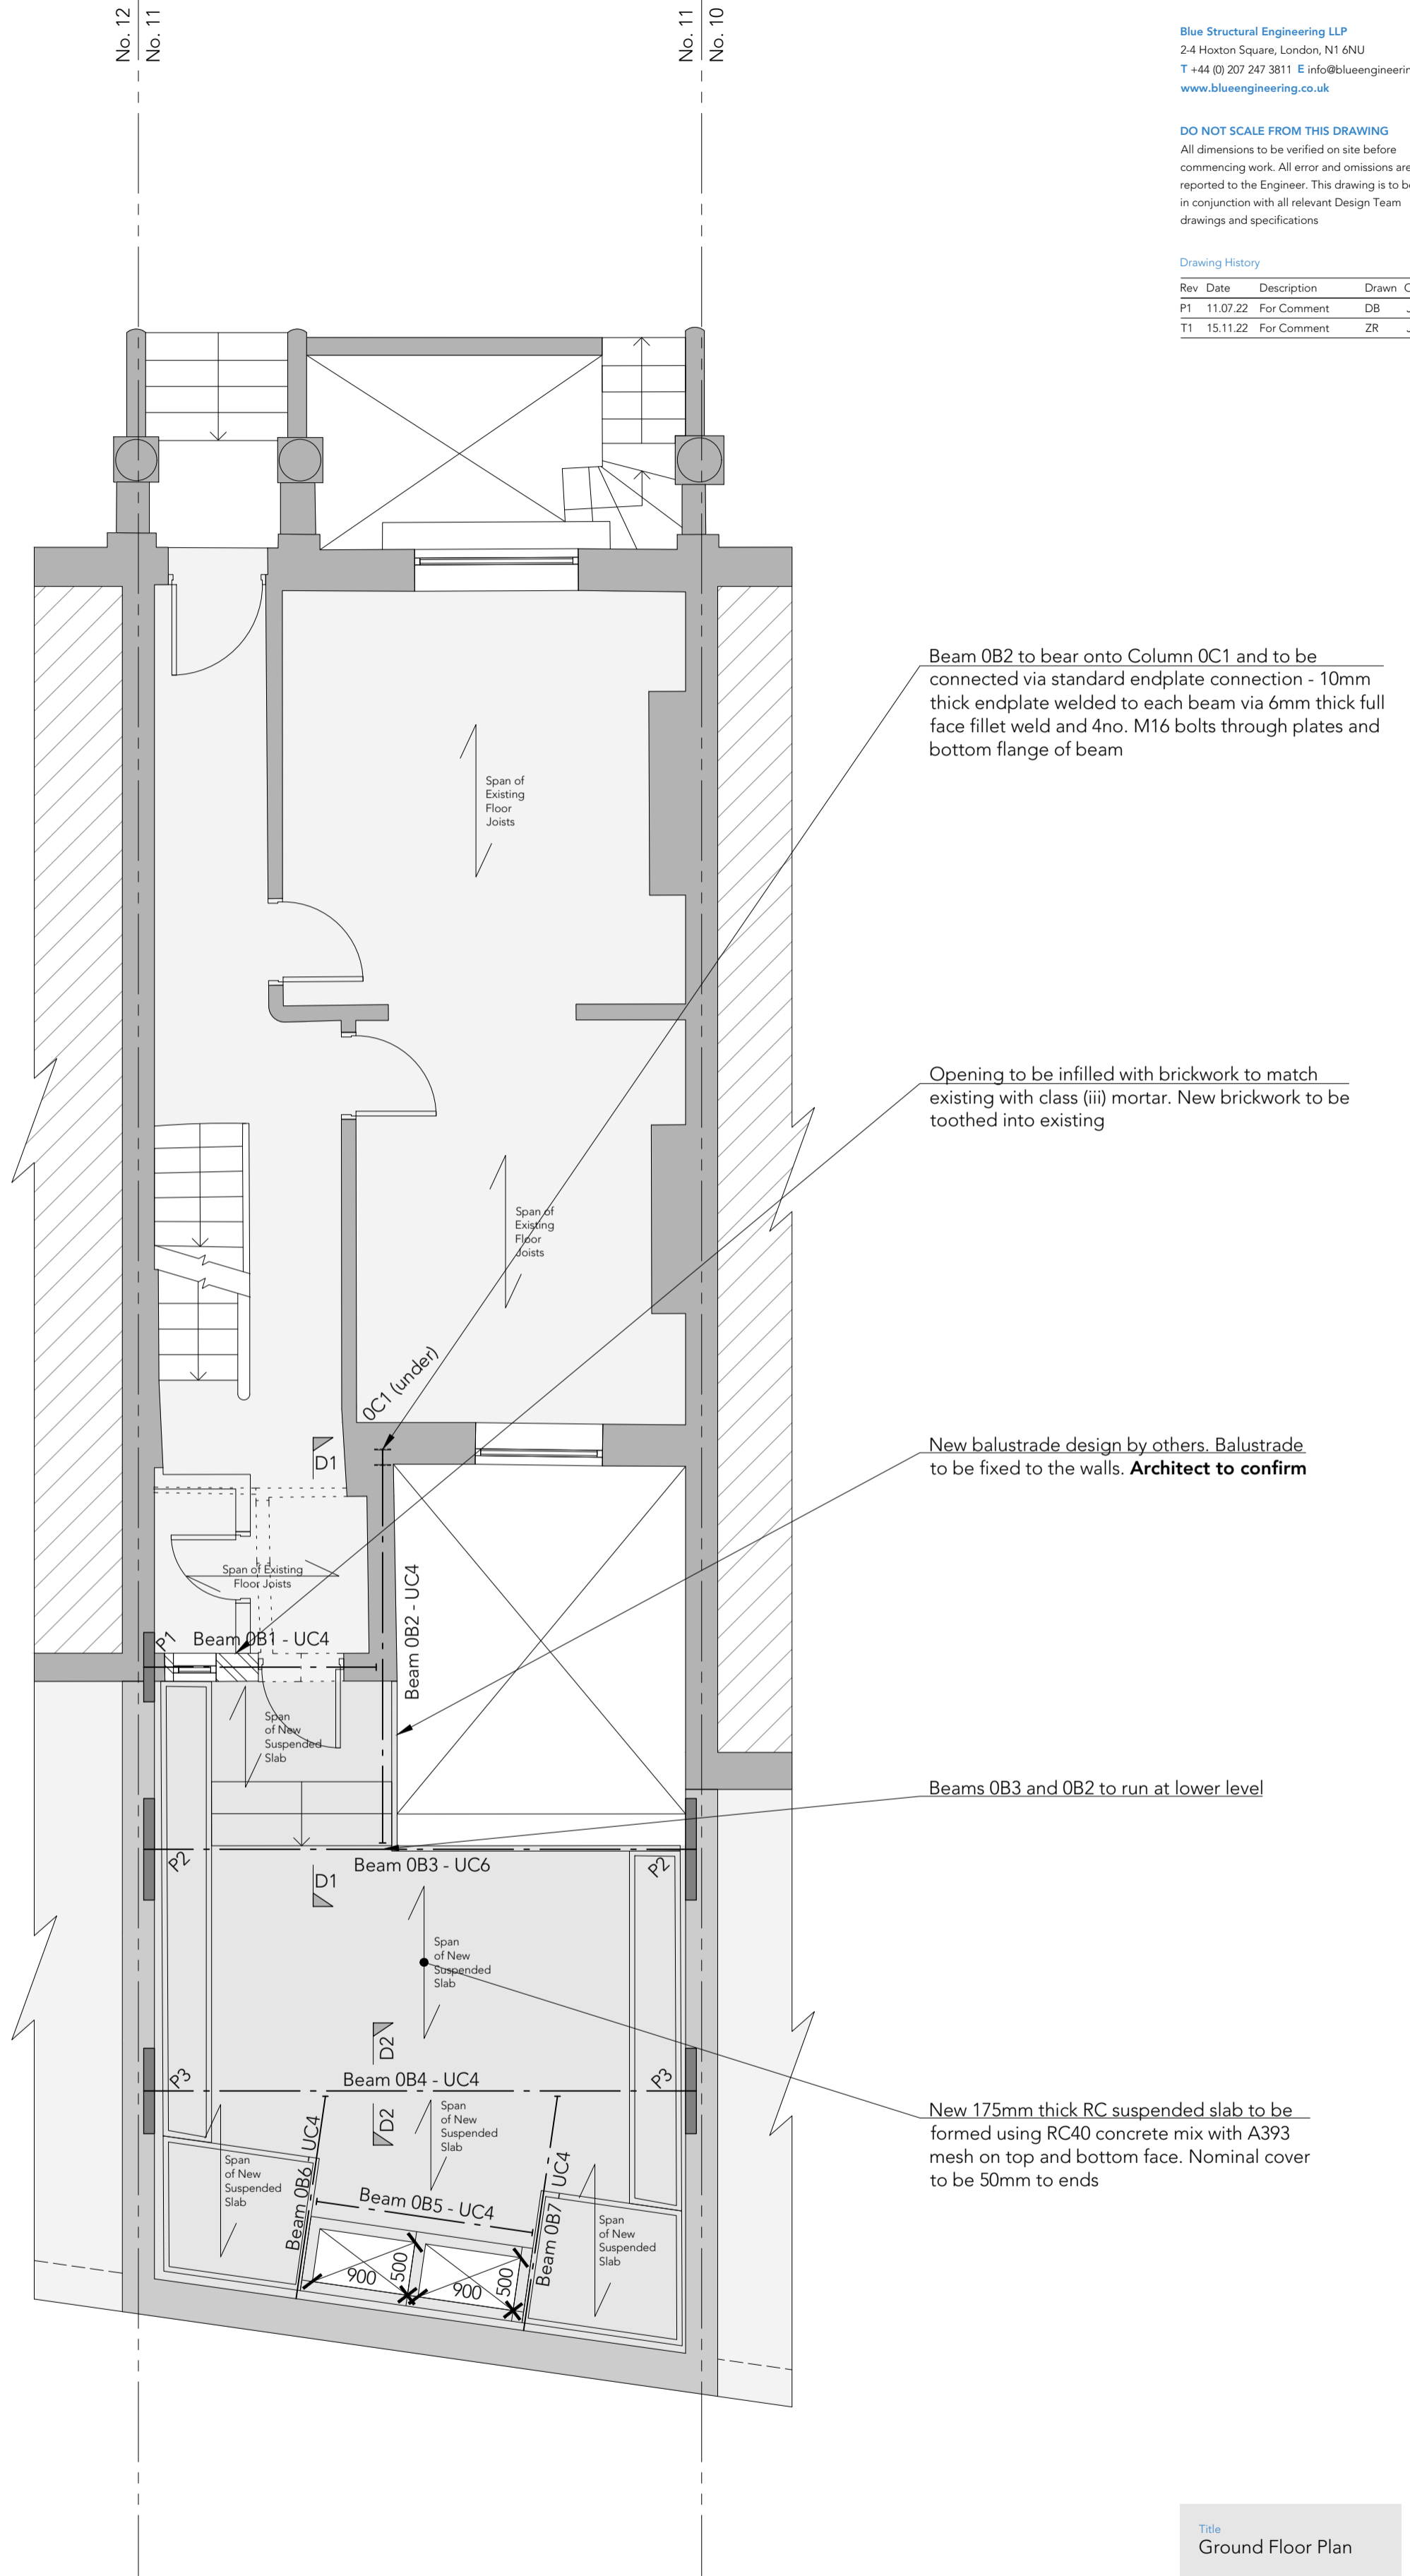 No. 12
No. 11
No. 11
No. 10
Blue Structural Engineering LLP
2-4 Hoxton Square, London, N1 6NU
T +44 (0) 207 247 3811 E info@blueengineerin
www.blueengineering.co.uk
DO NOT SCALE FROM THIS DRAWING
All dimensions to be verified on site before
commencing work. All error and omissions are
reported to the Engineer. This drawing is to b
in conjunction with all relevant Design Team
drawings and specifications
Drawing History
Rev Date Description Drawn C
P1 11.07.22 For Comment DB J
T1 15.11.22 For Comment ZR J
Beam 0B2 to bear onto Column 0C1 and to be
connected via standard endplate connection - 10mm
thick endplate welded to each beam via 6mm thick full
face fillet weld and 4no. M16 bolts through plates and
bottom flange of beam
Span of
Existing
Floor
Joists
Opening to be infilled with brickwork to match
existing with class (iii) mortar. New brickwork to be
toothed into existing
Span of
Existing
Floor
Joists
0C1 (under)
D1
New balustrade design by others. Balustrade
to be fixed to the walls. Architect to confirm
Span of Existing
Floor Joists
Beam 0B2 - UC4
P1
Beam 0B1 - UC4
Span
of New
Suspended
Slab
Beams 0B3 and 0B2 to run at lower level
P2
Beam 0B3 - UC6
P2
D1
Span
of New
Suspended
Slab
D2
P3
Beam 0B4 - UC4
P3
D2
Span
of New
Suspended
Slab
New 175mm thick RC suspended slab to be
formed using RC40 concrete mix with A393
mesh on top and bottom face. Nominal cover
to be 50mm to ends
Span
of New
Suspended
Slab
Beam 0B6 - UC4
Beam 0B5 - UC4
Beam 0B7 - UC4
Span
of New
Suspended
Slab
900
500
900
500
Title
Ground Floor Plan